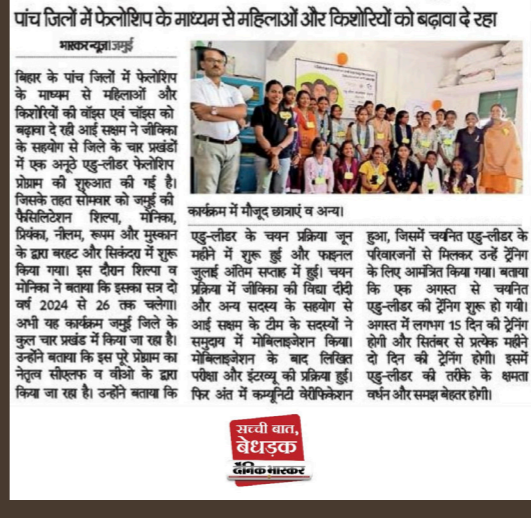 पांच जिलों में फेलोशिप के माध्यम से महिलाओं और किशोरियों को बढ़ावा दे रहा
भास्कर न्यूज। जमुई
बिहार के पांच जिलों में फेलोशिप
के माध्यम से महिलाओं और
किशोरियों की वॉइस एवं चॉइस को
बढ़ावा दे रही आई सक्षम ने जीविका
के सहयोग से जिले के चार प्रखंडों
में एक अनूठे एडु-लीडर फेलोशिप
प्रोग्राम की शुरुआत की गई है।
जिसके तहत सोमवार को जमुई की
फैसिलिटेशन शिल्पा, मोनिका,
प्रियंका, नीलम, रूपम और मुस्कान
के द्वारा बरहट और सिकंदरा में शुरू
किया गया। इस दौरान शिल्पा व
मोनिका ने बताया कि इसका सत्र दो
वर्ष 2024 से 26 तक चलेगा।
अभी यह कार्यक्रम जमुई जिले के
कुल चार प्रखंड में किया जा रहा है।
उन्होंने बताया कि इस पूरे प्रोग्राम का
नेतृत्व सीएलफ व वीओ के द्वारा
किया जा रहा है। उन्होंने बताया कि
कार्यक्रम में मौजूद छात्राएं व अन्य।
एडु-लीडर के चयन प्रक्रिया जून
महीने में शुरू हुई और फाइनल
जुलाई अंतिम सप्ताह में हुई। चयन
प्रक्रिया में जीविका की विद्या दीदी
और अन्य सदस्य के सहयोग से
आई सक्षम के टीम के सदस्यों ने
समुदाय में मोबिलाइजेशन किया।
मोबिलाइजेशन के बाद लिखित
परीक्षा और इंटरव्यू की प्रक्रिया हुई।
फिर अंत में कम्युनिटी वेरीफिकेशन
हुआ, जिसमें चयनित एडु-लीडर के
परिवारजनों से मिलकर उन्हें ट्रेनिंग
के लिए आमंत्रित किया गया। बताया
कि एक अगस्त से चयनित
एडु-लीडर की ट्रेनिंग शुरू हो गयी।
अगस्त में लगभग 15 दिन की ट्रेनिंग
होगी और सितंबर से प्रत्येक महीने
दो दिन की ट्रेनिंग होगी। इसमें
एडु-लीडर की तरीके के क्षमता
वर्धन और समझ बेहतर होगी।
सच्ची बात,
बेधड़क
दैनिक भास्कर